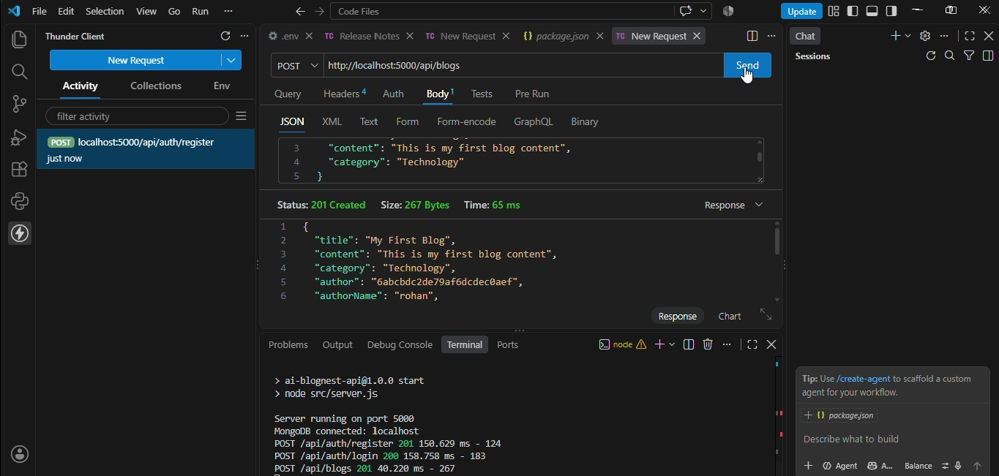 File Edit Selection View Go Run ···
Code Files
Update
Thunder Client
New Request
Activity Collections Env
filter activity
POST localhost:5000/api/auth/register
just now
.env TC Release Notes TC New Request {} package.json TC New Request
POST http://localhost:5000/api/blogs Send
Query Headers 4 Auth Body 1 Tests Pre Run
JSON XML Text Form Form-encode GraphQL Binary
3 "content": "This is my first blog content",
4 "category": "Technology"
5 }
Status: 201 Created Size: 267 Bytes Time: 65 ms Response
1 {
2 "title": "My First Blog",
3 "content": "This is my first blog content",
4 "category": "Technology",
5 "author": "6abcbdc2de79af6dcdec0aef",
6 "authorName": "rohan",
Response Chart
Problems Output Debug Console Terminal Ports
node
> ai-blognest-api@1.0.0 start
> node src/server.js
Server running on port 5000
MongoDB connected: localhost
POST /api/auth/register 201 150.629 ms - 124
POST /api/auth/login 200 158.758 ms - 183
POST /api/blogs 201 40.220 ms - 267
Chat
Sessions
Tip: Use /create-agent to scaffold a custom
agent for your workflow.
+ {} package.json
Describe what to build
Agent A... Balance